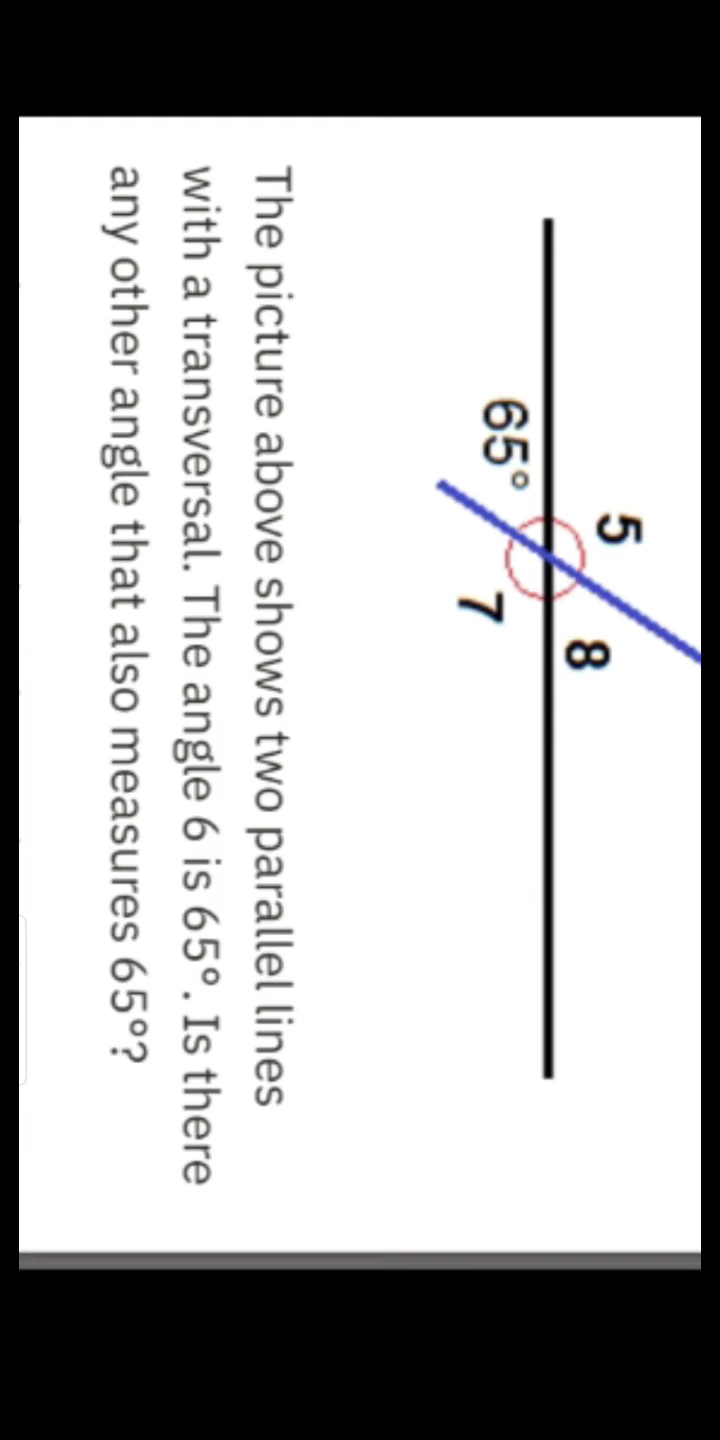 5
8
65°
7
The picture above shows two parallel lines
with a transversal. The angle 6 is 65°. Is there
any other angle that also measures 65°?